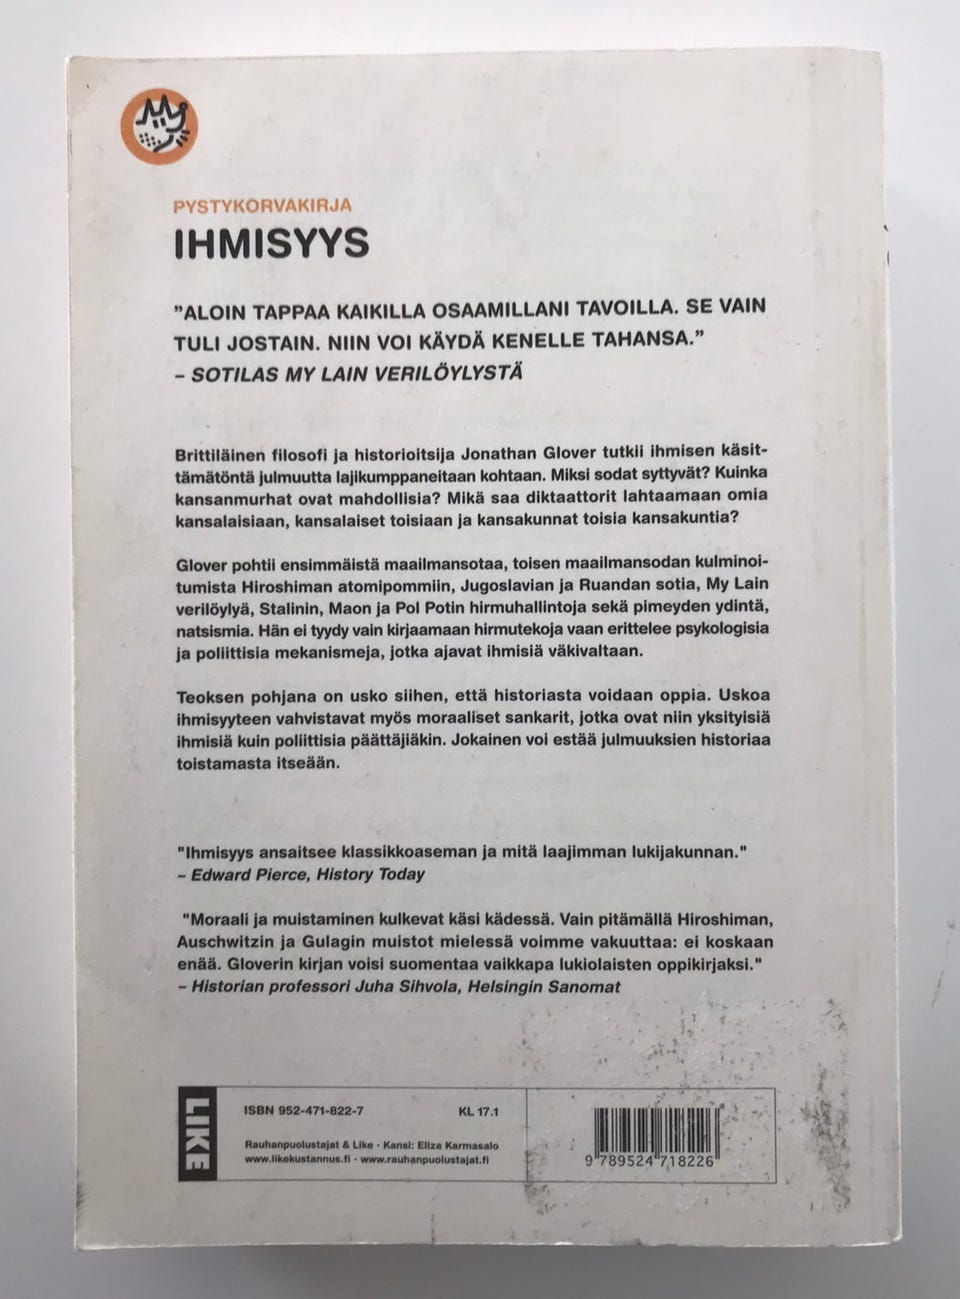 PYSTYKORVAKIRJA
IHMISYYS
"ALOIN TAPPAA KAIKILLA OSAAMILLANI TAVOILLA. SE VAIN
TULI JOSTAIN. NIIN VOI KÄYDÄ KENELLE TAHANSA."
– SOTILAS MY LAIN VERILÖYLYSTÄ
Brittiläinen filosofi ja historioitsija Jonathan Glover tutkii ihmisen käsit-
tämätöntä julmuutta lajikumppaneitaan kohtaan. Miksi sodat syttyvät? Kuinka
kansanmurhat ovat mahdollisia? Mikä saa diktaattorit lahtaamaan omia
kansalaisiaan, kansalaiset toisiaan ja kansakunnat toisia kansakuntia?
Glover pohtii ensimmäistä maailmansotaa, toisen maailmansodan kulminoi-
tumista Hiroshiman atomipommiin, Jugoslavian ja Ruandan sotia, My Lain
verilöylyä, Stalinin, Maon ja Pol Potin hirmuhallintoja sekä pimeyden ydintä,
natsismia. Hän ei tyydy vain kirjaamaan hirmutekoja vaan erittelee psykologisia
ja poliittisia mekanismeja, jotka ajavat ihmisiä väkivaltaan.
Teoksen pohjana on usko siihen, että historiasta voidaan oppia. Uskoa
ihmisyyteen vahvistavat myös moraaliset sankarit, jotka ovat niin yksityisiä
ihmisiä kuin poliittisia päättäjiäkin. Jokainen voi estää julmuuksien historiaa
toistamasta itseään.
"Ihmisyys ansaitsee klassikkoaseman ja mitä laajimman lukijakunnan."
– Edward Pierce, History Today
"Moraali ja muistaminen kulkevat käsi kädessä. Vain pitämällä Hiroshiman,
Auschwitzin ja Gulagin muistot mielessä voimme vakuuttaa: ei koskaan
enää. Gloverin kirjan voisi suomentaa vaikkapa lukiolaisten oppikirjaksi."
– Historian professori Juha Sihvola, Helsingin Sanomat
LIKE
ISBN 952-471-822-7 KL 17.1
Rauhanpuolustajat & Like · Kansi: Eliza Karmasalo
www.likekustannus.fi · www.rauhanpuolustajat.fi
9 789524 718226